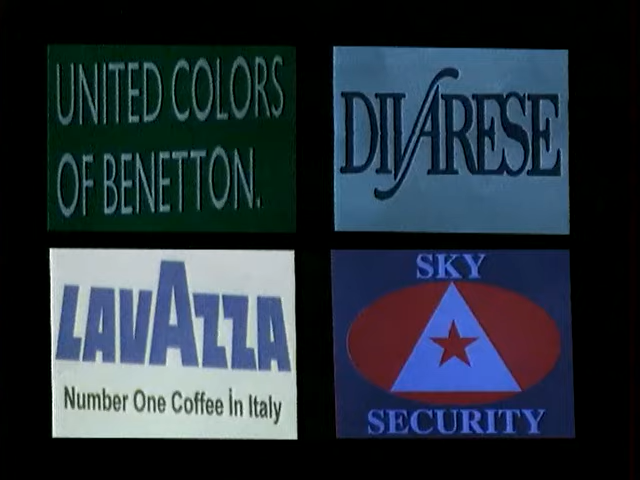 UNITED COLORS
OF BENETTON.
DIVARESE
LAVAZZA
Number One Coffee in Italy
SKY
SECURITY